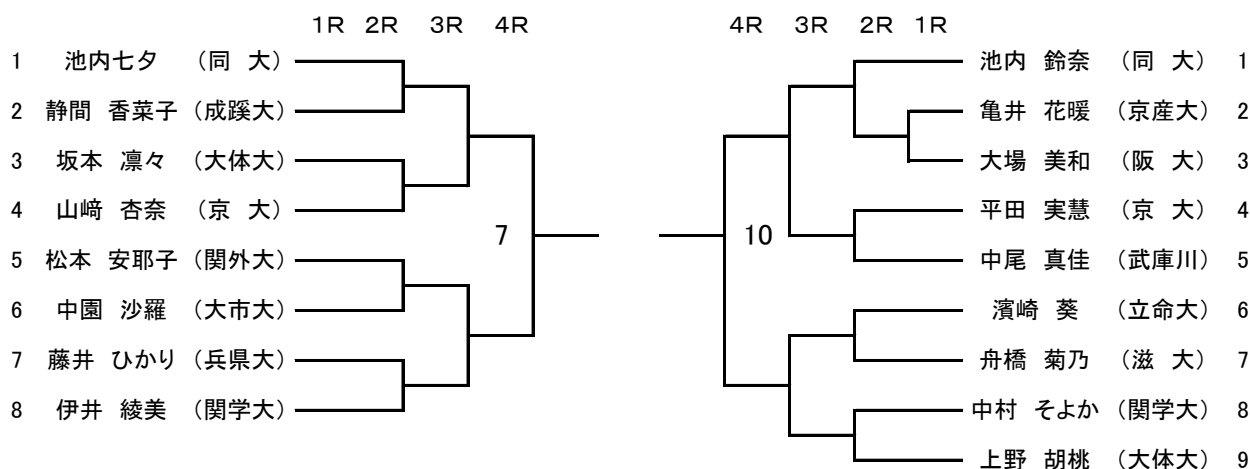 1R 2R 3R 4R
1 池内七夕 （同 大）
2 静間 香菜子 （成蹊大）
3 坂本 凛々 （大体大）
4 山﨑 杏奈 （京 大）
7
5 松本 安耶子 （関外大）
6 中園 沙羅 （大市大）
7 藤井 ひかり （兵県大）
8 伊井 綾美 （関学大）
4R 3R 2R 1R
池内 鈴奈 （同 大） 1
亀井 花暖 （京産大） 2
大場 美和 （阪 大） 3
平田 実慧 （京 大） 4
10
中尾 真佳 （武庫川） 5
濱崎 葵 （立命大） 6
舟橋 菊乃 （滋 大） 7
中村 そよか （関学大） 8
上野 胡桃 （大体大） 9